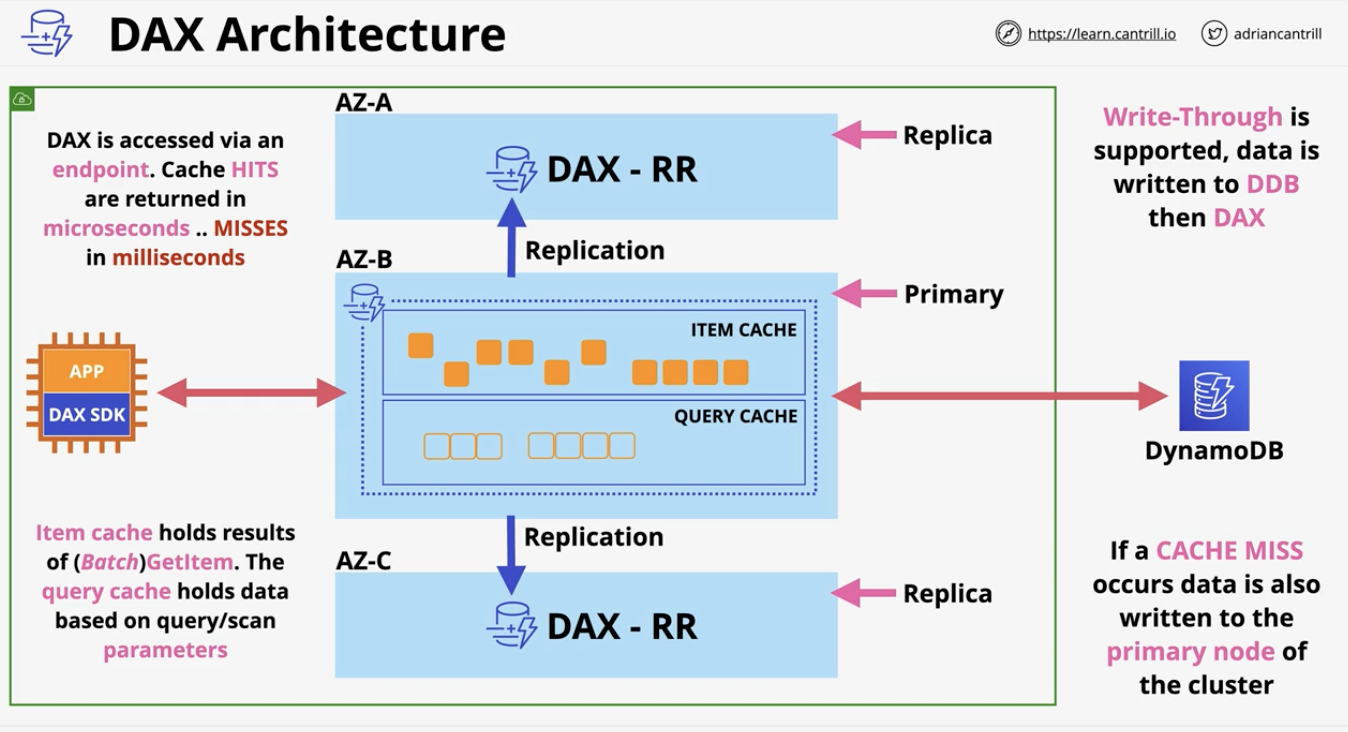 DAX Architecture
https://learn.cantrill.io
adriancantrill
DAX is accessed via an
endpoint. Cache HITS
are returned in
microseconds .. MISSES
in milliseconds
APP
DAX SDK
Item cache holds results
of (Batch)GetItem. The
query cache holds data
based on query/scan
parameters
AZ-A
DAX - RR
Replica
Replication
AZ-B
Primary
ITEM CACHE
QUERY CACHE
Replication
AZ-C
DAX - RR
Replica
Write-Through is
supported, data is
written to DDB
then DAX
DynamoDB
If a CACHE MISS
occurs data is also
written to the
primary node of
the cluster